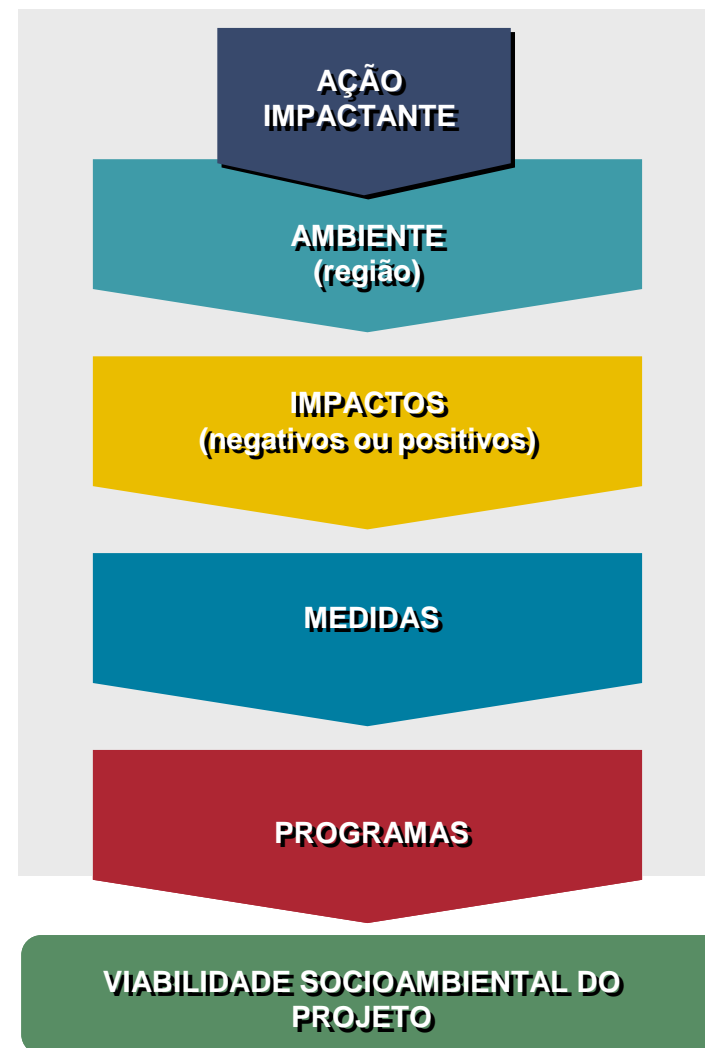 AÇÃO
IMPACTANTE
AMBIENTE
(região)
IMPACTOS
(negativos ou positivos)
MEDIDAS
PROGRAMAS
VIABILIDADE SOCIOAMBIENTAL DO
PROJETO